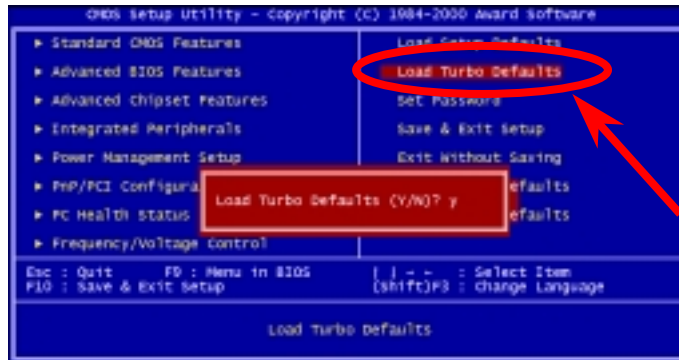 CMOS Setup Utility - Copyright (C) 1984-2000 Award Software
▶ Standard CMOS Features
▶ Advanced BIOS Features
▶ Advanced Chipset Features
▶ Integrated Peripherals
▶ Power Management Setup
▶ PnP/PCI Configura
▶ PC Health Status
▶ Frequency/Voltage Control
Load Setup Defaults
Load Turbo Defaults
Set Password
Save & Exit Setup
Exit Without Saving
efaults
efaults
Load Turbo Defaults (Y/N)? y
Esc : Quit F9 : Menu in BIOS : Select Item
F10 : Save & Exit Setup (Shift)F3 : Change Language
Load Turbo Defaults